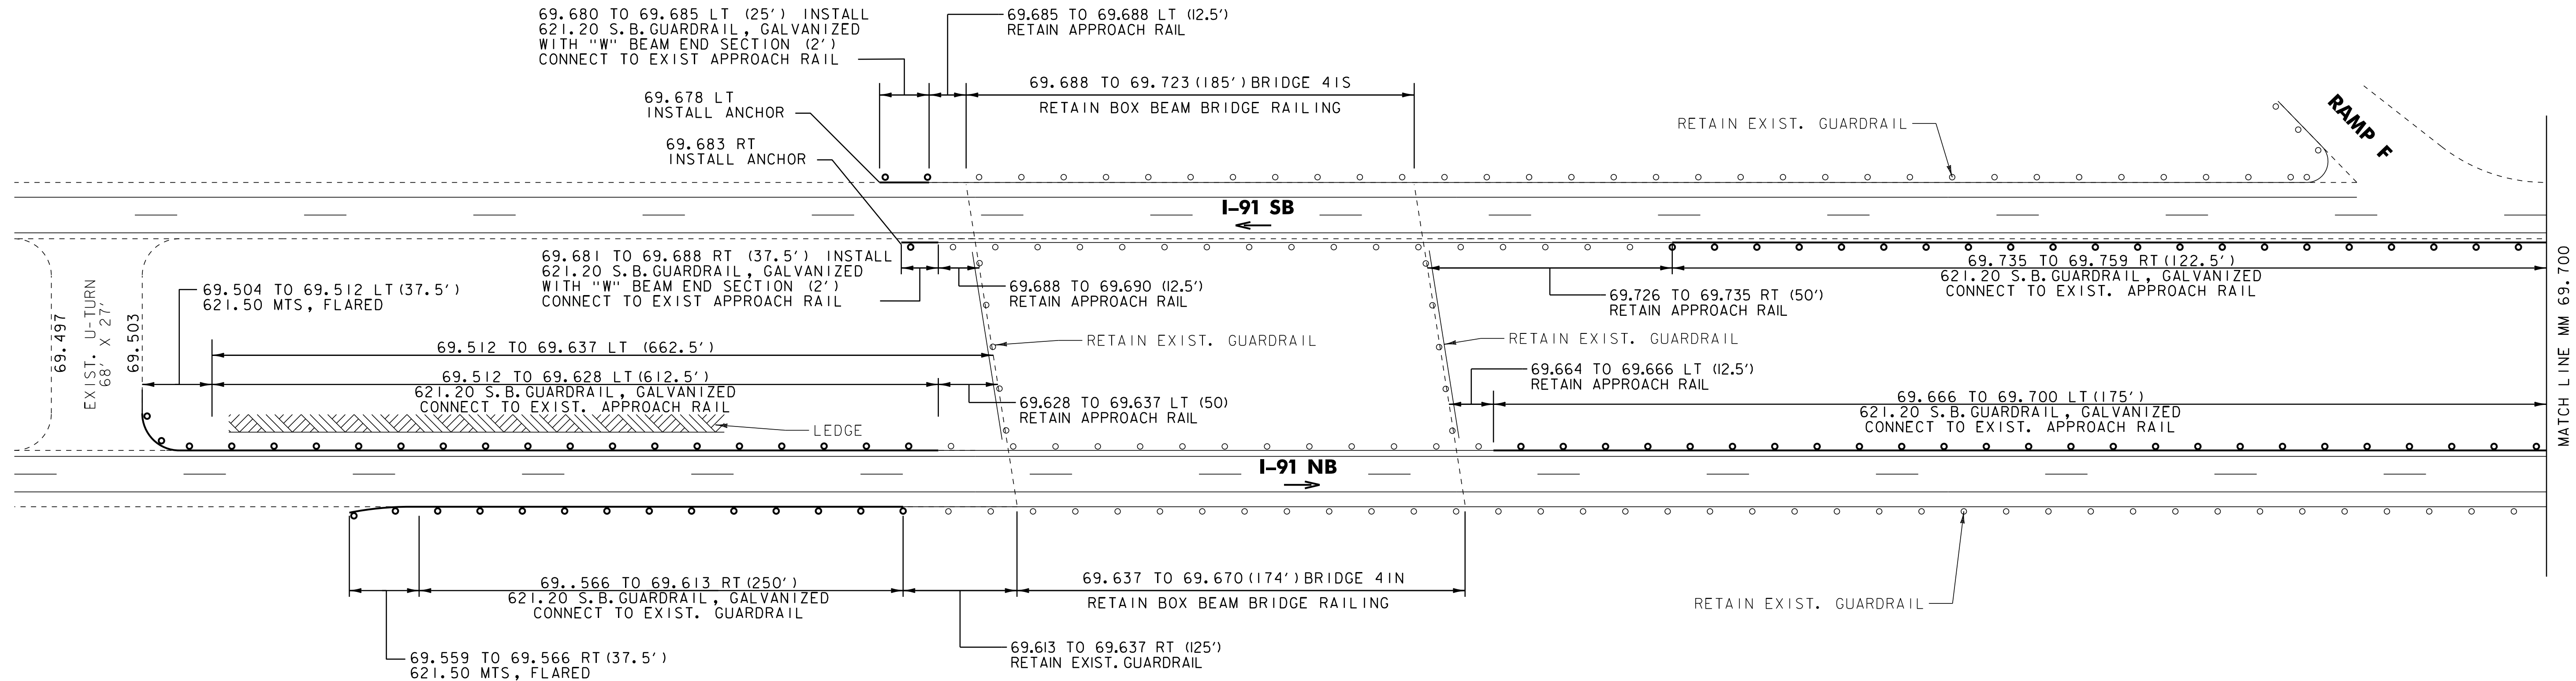 69.680 TO 69.685 LT (25') INSTALL
621.20 S.B.GUARDRAIL, GALVANIZED
WITH "W" BEAM END SECTION (2')
CONNECT TO EXIST APPROACH RAIL
69.685 TO 69.688 LT (12.5')
RETAIN APPROACH RAIL
69.688 TO 69.723 (185') BRIDGE 41S
RETAIN BOX BEAM BRIDGE RAILING
69.678 LT
INSTALL ANCHOR
69.683 RT
INSTALL ANCHOR
RETAIN EXIST. GUARDRAIL
RAMP F
I-91 SB
69.681 TO 69.688 RT (37.5') INSTALL
621.20 S.B.GUARDRAIL, GALVANIZED
WITH "W" BEAM END SECTION (2')
CONNECT TO EXIST APPROACH RAIL
69.688 TO 69.690 (12.5')
RETAIN APPROACH RAIL
69.726 TO 69.735 RT (50')
RETAIN APPROACH RAIL
69.735 TO 69.759 RT (122.5')
621.20 S.B.GUARDRAIL, GALVANIZED
CONNECT TO EXIST. APPROACH RAIL
MATCH LINE MM 69.700
69.497
EXIST. U-TURN
68' X 27'
69.503
69.504 TO 69.512 LT (37.5')
621.50 MTS, FLARED
69.512 TO 69.637 LT (662.5')
69.512 TO 69.628 LT (612.5')
621.20 S.B.GUARDRAIL, GALVANIZED
CONNECT TO EXIST. APPROACH RAIL
RETAIN EXIST. GUARDRAIL
RETAIN EXIST. GUARDRAIL
69.628 TO 69.637 LT (50)
RETAIN APPROACH RAIL
69.664 TO 69.666 LT (12.5')
RETAIN APPROACH RAIL
69.666 TO 69.700 LT (175')
621.20 S.B.GUARDRAIL, GALVANIZED
CONNECT TO EXIST. APPROACH RAIL
LEDGE
I-91 NB
69..566 TO 69.613 RT (250')
621.20 S.B.GUARDRAIL, GALVANIZED
CONNECT TO EXIST. GUARDRAIL
69.637 TO 69.670 (174') BRIDGE 41N
RETAIN BOX BEAM BRIDGE RAILING
RETAIN EXIST. GUARDRAIL
69.559 TO 69.566 RT (37.5')
621.50 MTS, FLARED
69.613 TO 69.637 RT (125')
RETAIN EXIST.GUARDRAIL